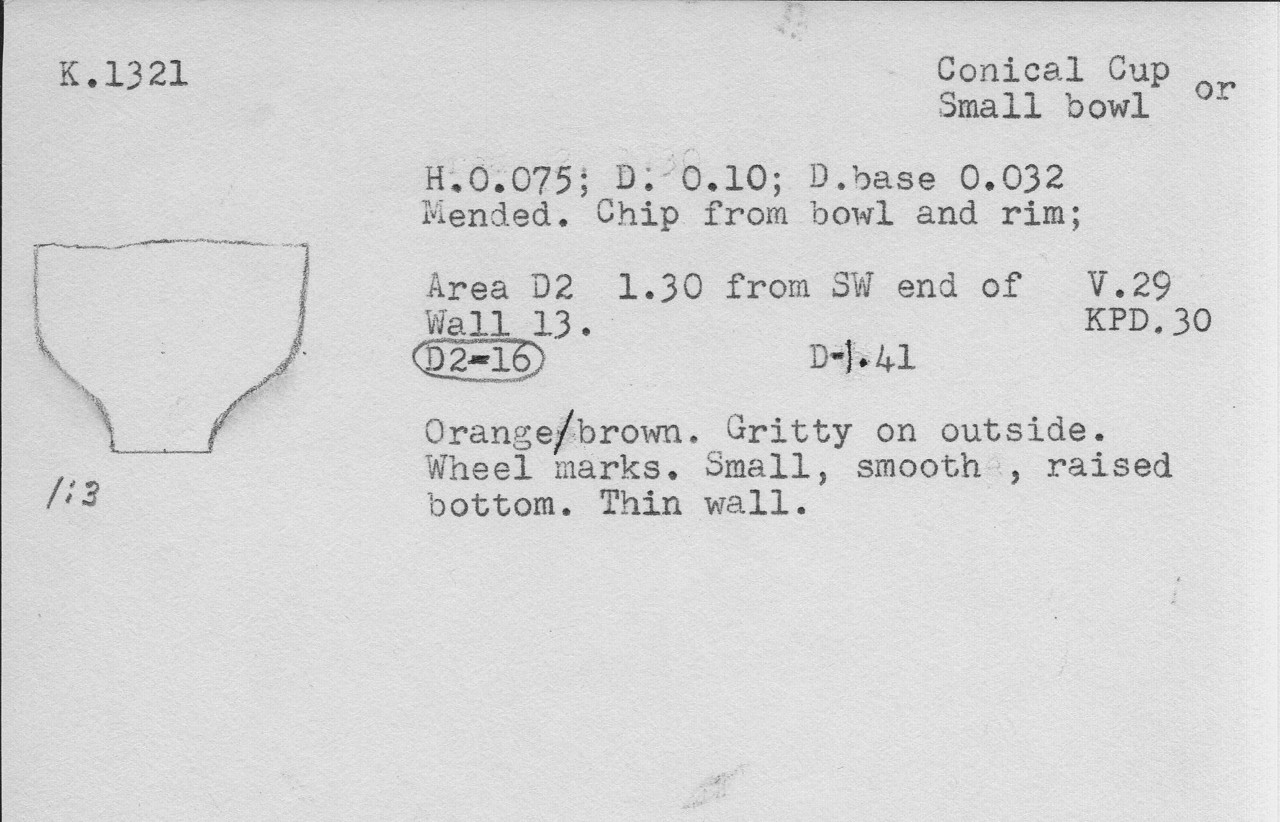 K.1321
Conical Cup or
Small bowl
H.0.075; D. 0.10; D.base 0.032
Mended. Chip from bowl and rim;
Area D2 1.30 from SW end of V.29
Wall 13. KPD.30
D2-16 D-1.41
Orange/brown. Gritty on outside.
Wheel marks. Small, smooth , raised
bottom. Thin wall.
1:3